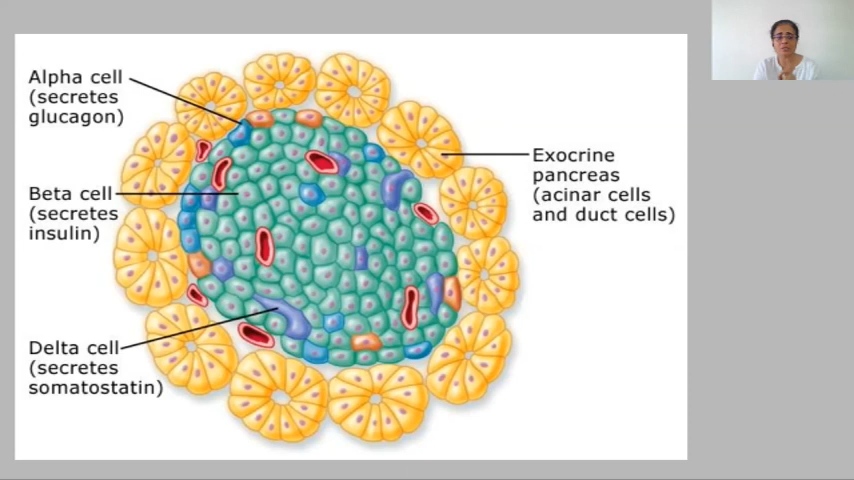 Alpha cell
(secretes
glucagon)
Beta cell
(secretes
insulin)
Delta cell
(secretes
somatostatin)
Exocrine
pancreas
(acinar cells
and duct cells)